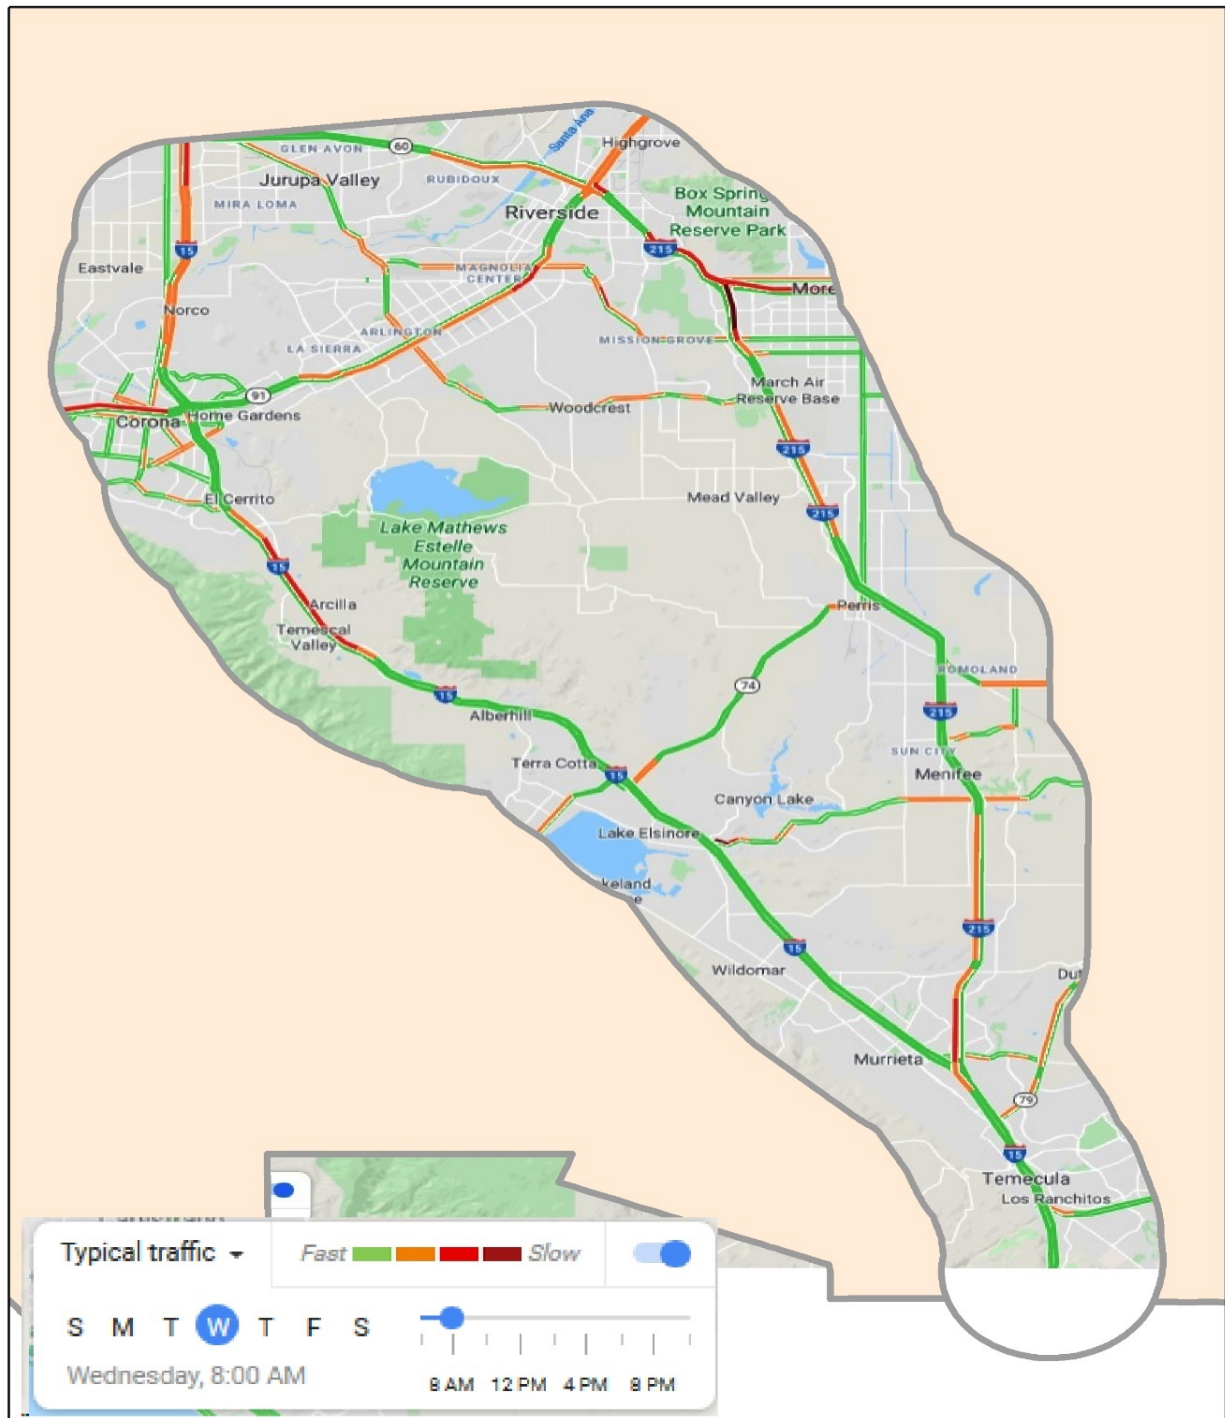 Santa Ana
Highgrove
GLEN AVON
60
Jurupa Valley
RUBIDOUX
Box Spring
Mountain
Reserve Park
MIRA LOMA
Riverside
15
215
Eastvale
MAGNOLIA
CENTER
More
Norco
ARLINGTON
MISSION GROVE
LA SIERRA
March Air
Reserve Base
91
Woodcrest
Home Gardens
Corona
215
Mead Valley
El Cerrito
215
Lake Mathews
Estelle
Mountain
Reserve
15
Arcilla
Perris
Temescal
Valley
ROMOLAND
74
15
215
Alberhill
SUN CITY
Terra Cotta
15
Menifee
Canyon Lake
Lake Elsinore
keland
215
15
Wildomar
Dut
Murrieta
79
15
Temecula
Los Ranchitos
Typical traffic
Fast
Slow
S M T W T F S
Wednesday, 8:00 AM
8 AM 12 PM 4 PM 8 PM